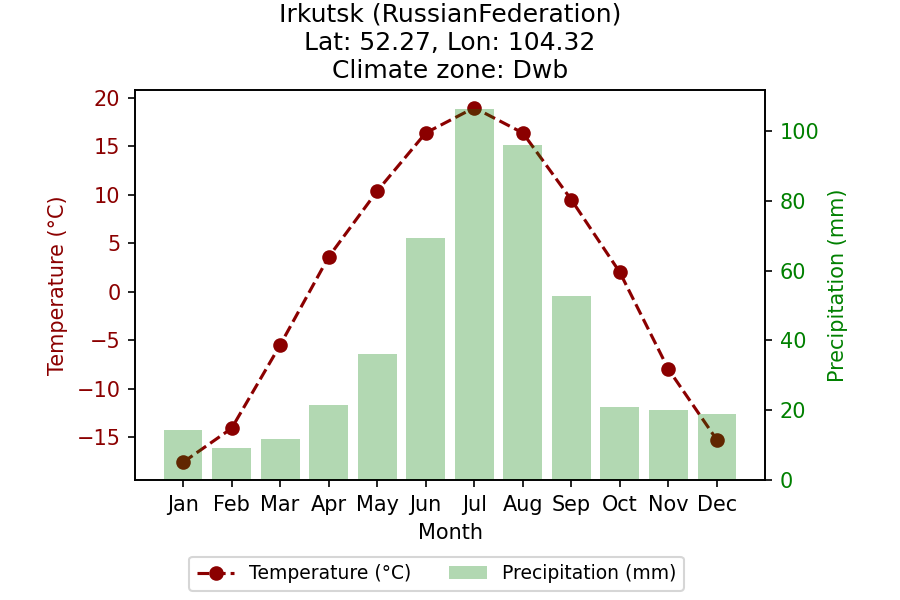 Irkutsk (RussianFederation)
Lat: 52.27, Lon: 104.32
Climate zone: Dwb
20
15
10
5
0
−5
−10
−15
Temperature (°C)
100
80
60
40
20
0
Precipitation (mm)
Jan Feb Mar Apr May Jun Jul Aug Sep Oct Nov Dec
Month
Temperature (°C) Precipitation (mm)